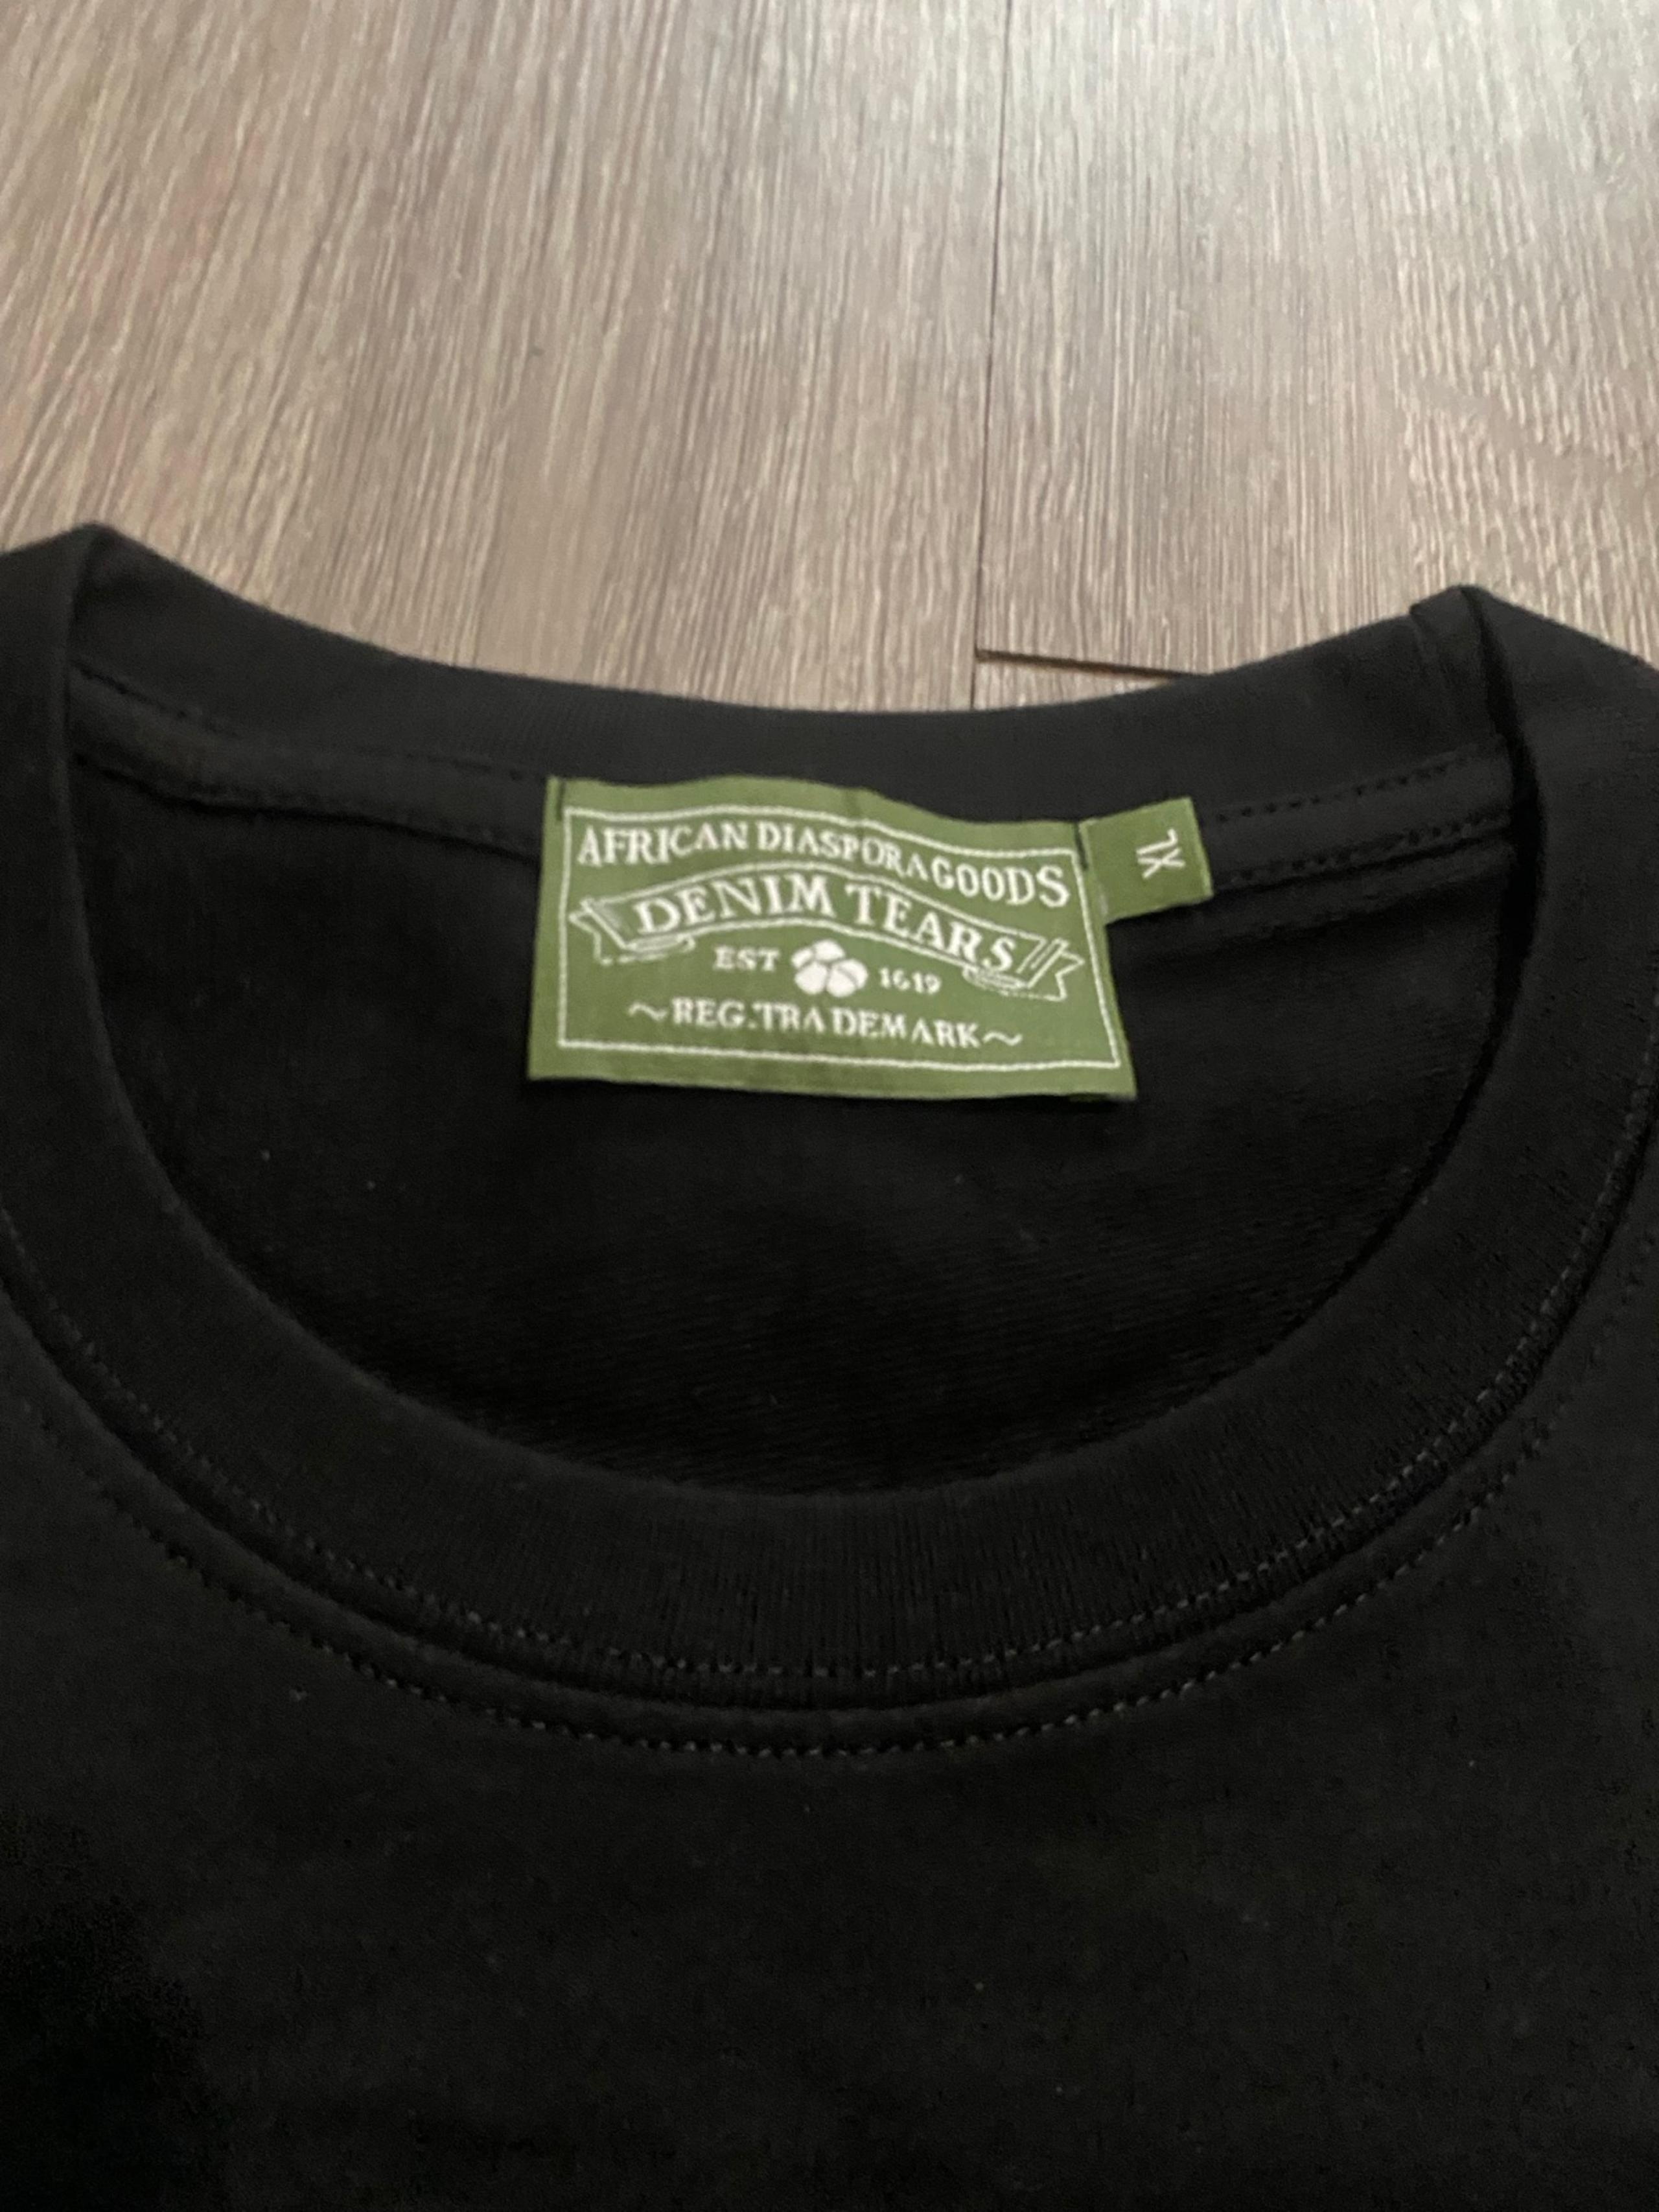 AFRICAN DIASPORA GOODS
DENIM TEARS
EST 1619
~REG.TRADEMARK~
XL